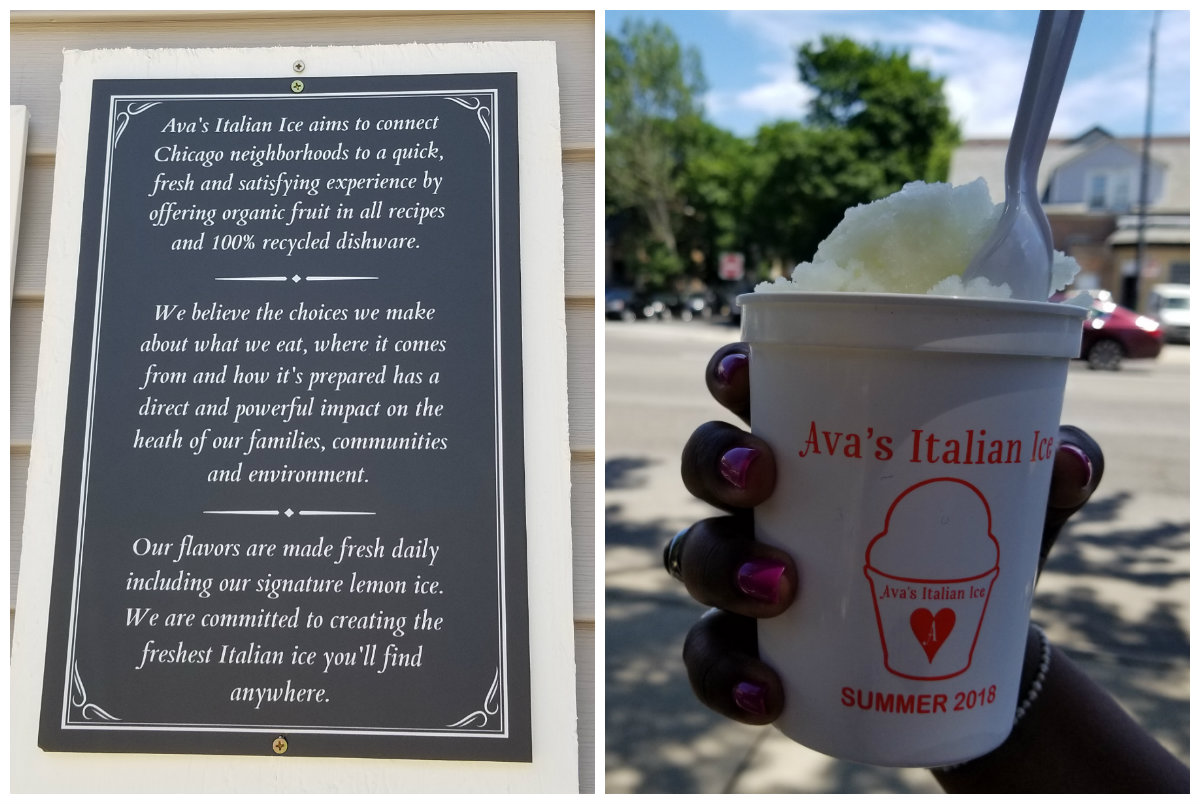 Ava's Italian Ice aims to connect
Chicago neighborhoods to a quick,
fresh and satisfying experience by
offering organic fruit in all recipes
and 100% recycled dishware.
We believe the choices we make
about what we eat, where it comes
from and how it's prepared has a
direct and powerful impact on the
heath of our families, communities
and environment.
Our flavors are made fresh daily
including our signature lemon ice.
We are committed to creating the
freshest Italian ice you'll find
anywhere.
Ava's Italian Ice
Ava's Italian Ice
A
SUMMER 2018